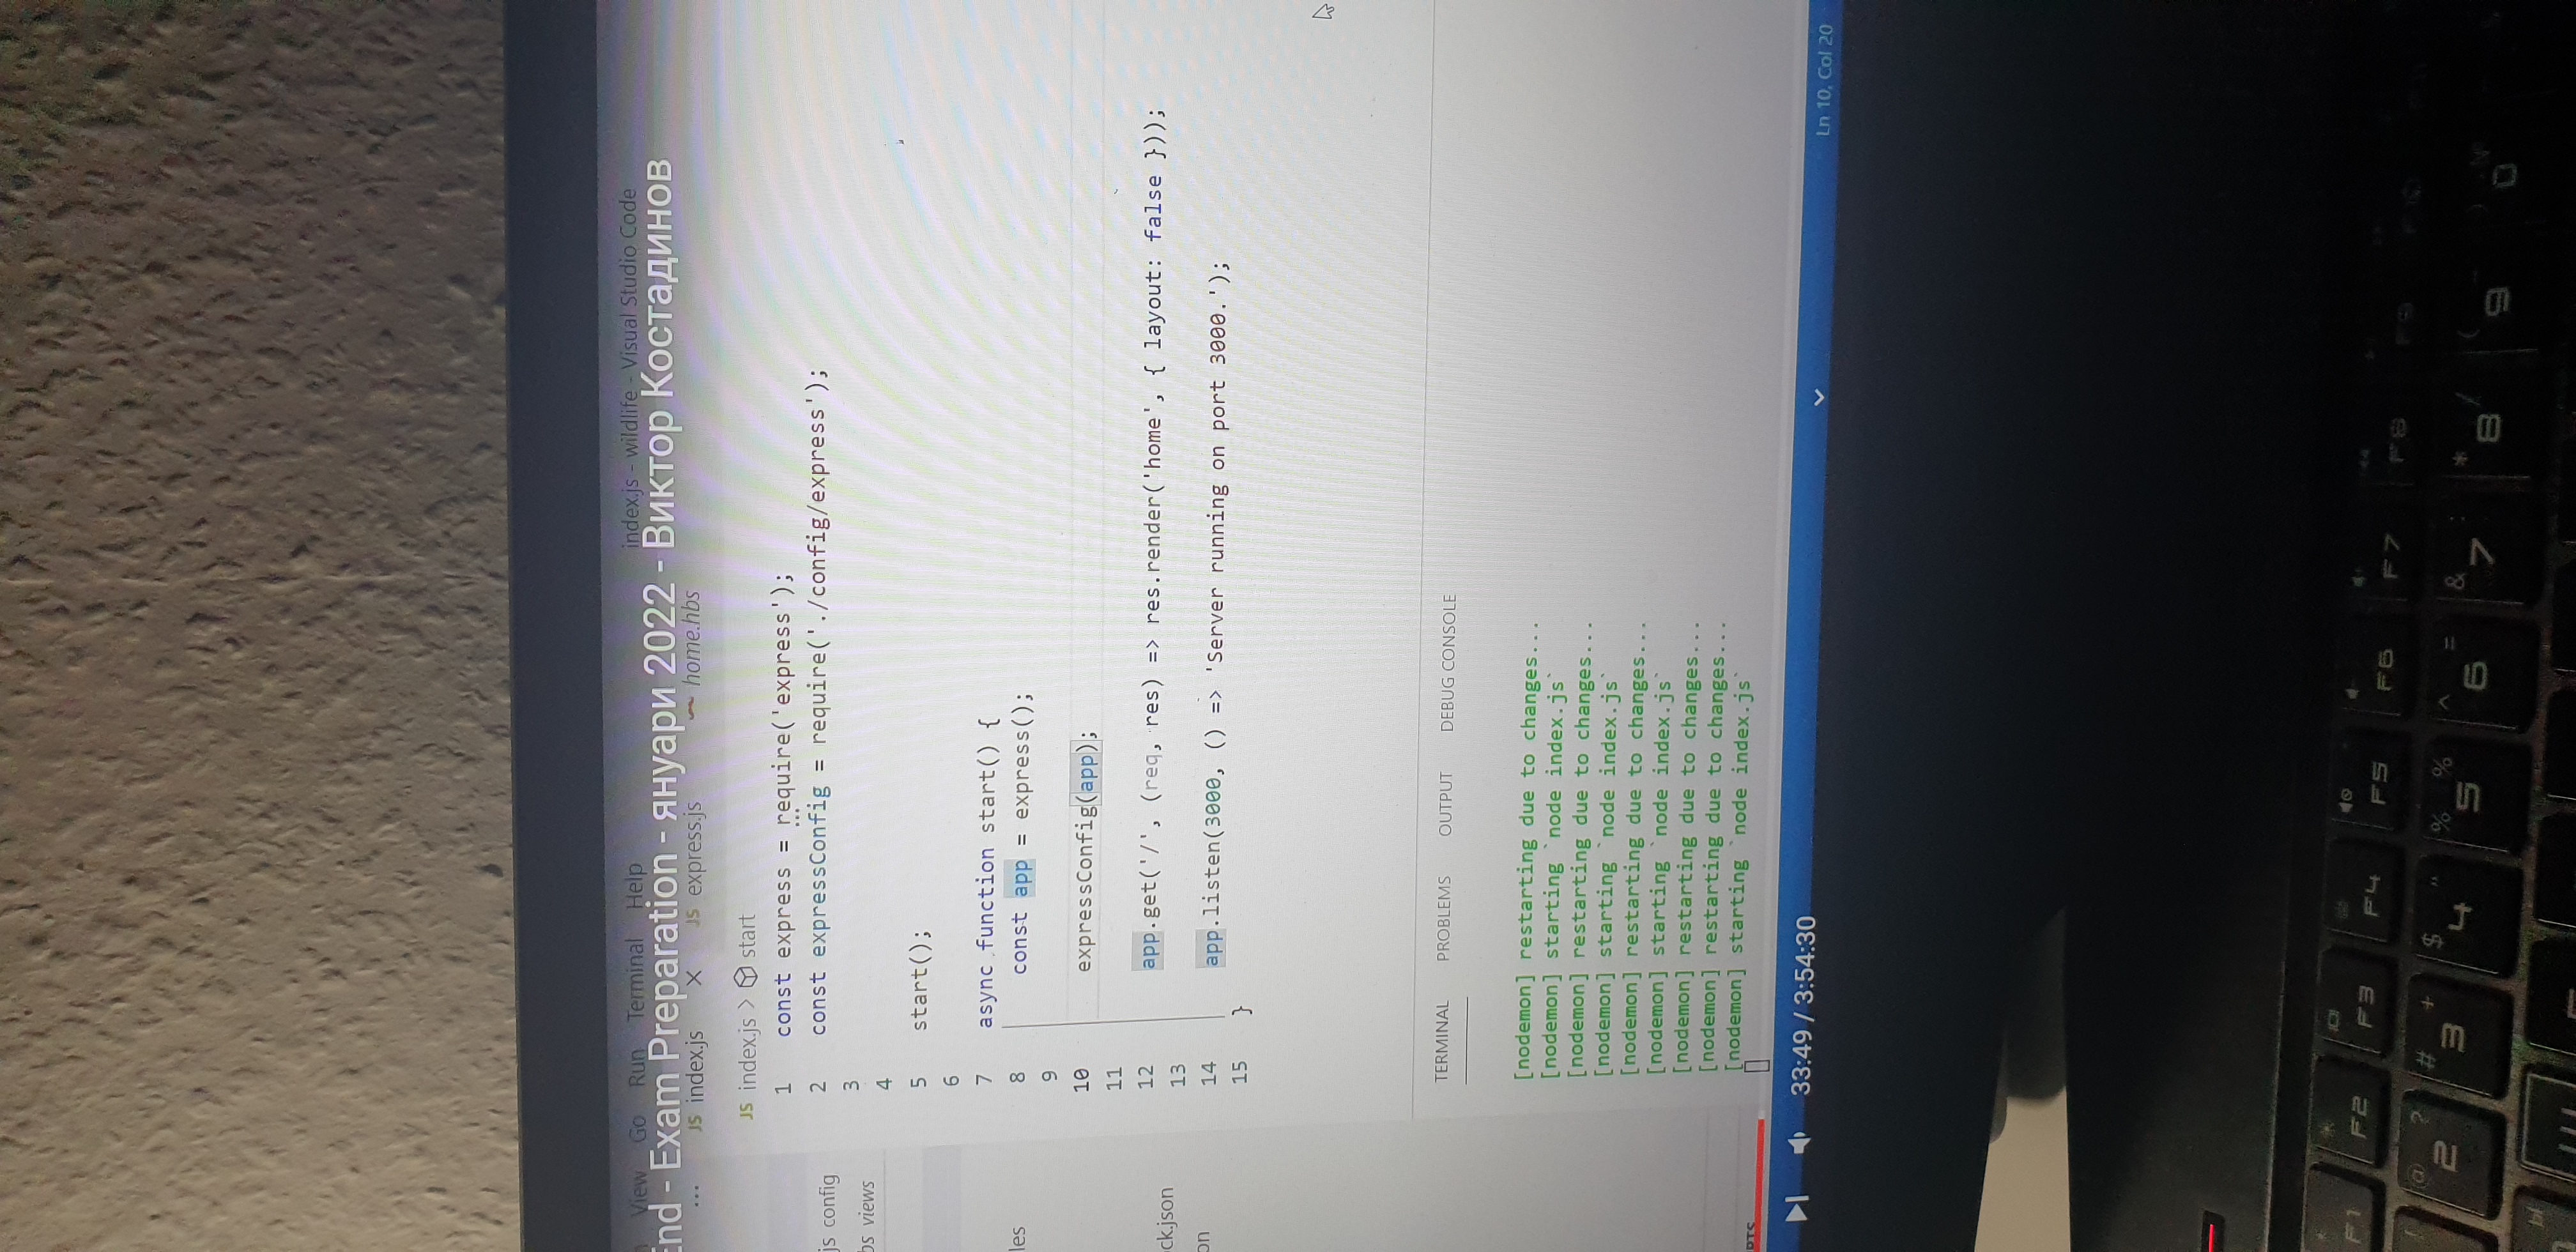 View Go Run Terminal Help
index.js - wildlife - Visual Studio Code
End - Exam Preparation - януари 2022 - Виктор Костадинов
... JS index.js × JS express.js home.hbs
JS index.js > start
js config
views
1 const express = require('express');
2 const expressConfig = require('./config/express');
3
4
5 start();
6
7 async function start() {
8 const app = express();
9
10 expressConfig(app);
11
12 app.get('/', (req, res) => res.render('home', { layout: false }));
13
14 app.listen(3000, () => 'Server running on port 3000.');
15 }
les
ck.json
on
TERMINAL PROBLEMS OUTPUT DEBUG CONSOLE
[nodemon] restarting due to changes...
[nodemon] starting `node index.js`
[nodemon] restarting due to changes...
[nodemon] starting `node index.js`
[nodemon] restarting due to changes...
[nodemon] starting `node index.js`
[nodemon] restarting due to changes...
[nodemon] restarting due to changes...
[nodemon] starting `node index.js`
33:49 / 3:54:30
Ln 10, Col 20
F1 F2 F3 F4 F5 F6 F7 F8 F9
@ ? # + $ " % % ^ = & : * / (
2 3 4 5 6 7 8 9 0